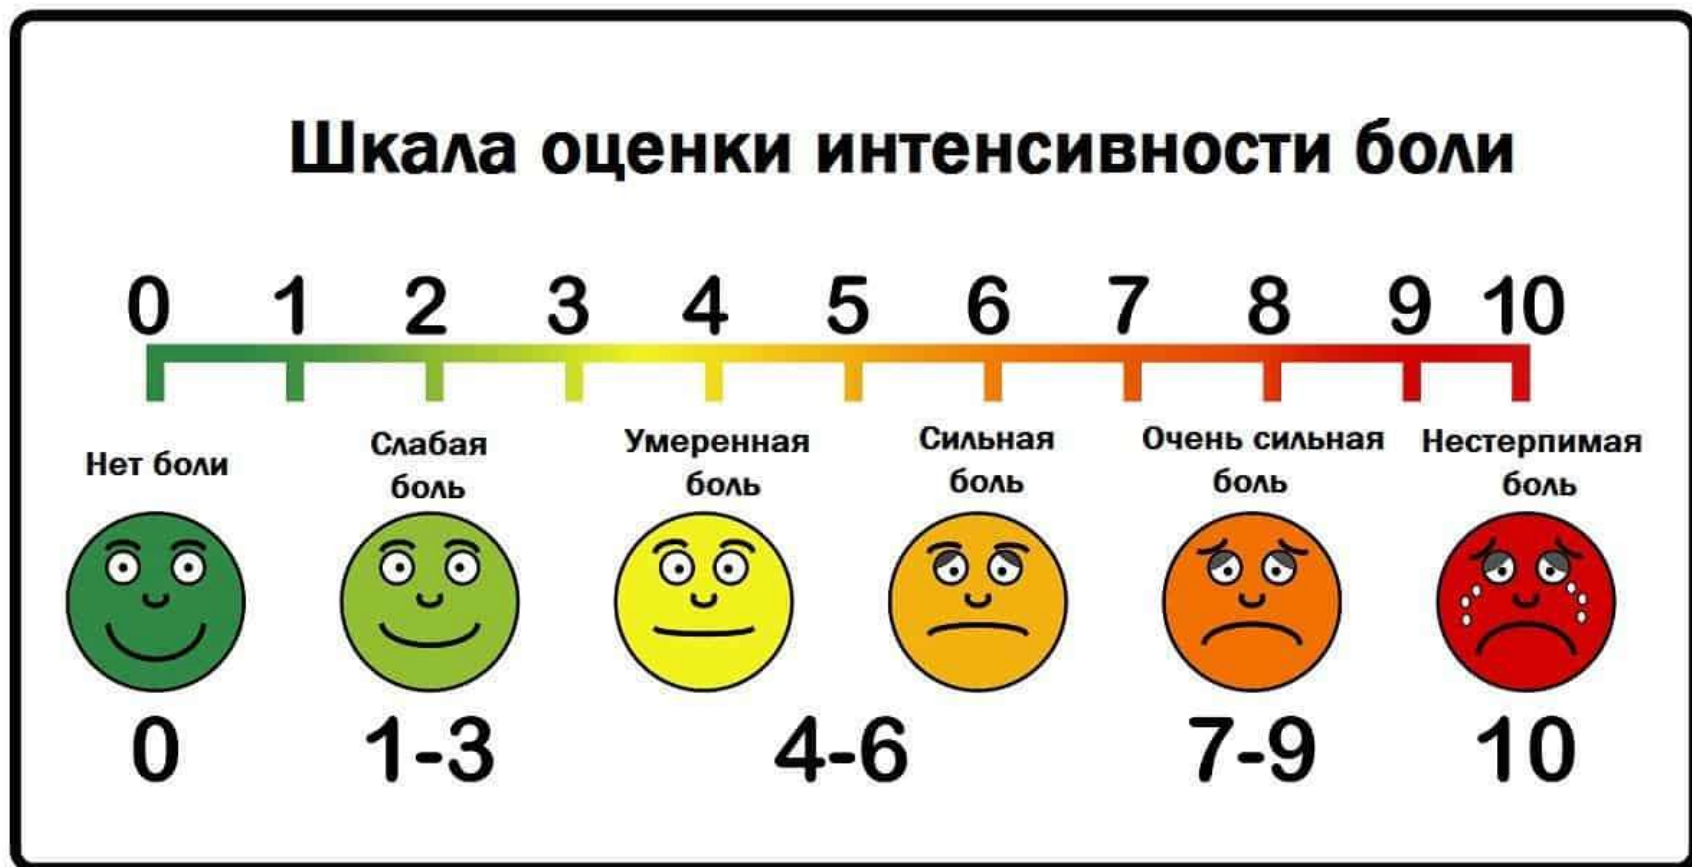 Шкала оценки интенсивности боли
0 1 2 3 4 5 6 7 8 9 10
Нет боли
Слабая
боль
Умеренная
боль
Сильная
боль
Очень сильная
боль
Нестерпимая
боль
0 1-3 4-6 7-9 10